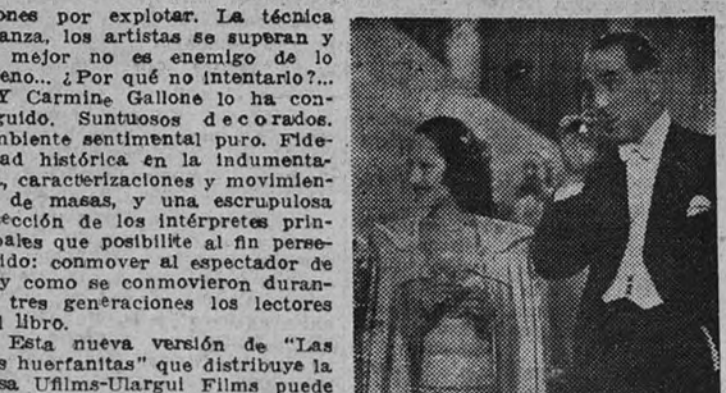 ones por explotar. La técnica
anza, los artistas se superan y
mejor no es enemigo de lo
eno... ¿Por qué no intentarlo?...
Y Carmine Gallone lo ha con-
guido. Suntuosos decorados.
mbiente sentimental puro. Fide-
ad histórica en la indumenta-
, caracterizaciones y movimien-
de masas, y una escrupulosa
ección de los intérpretes prin-
pales que posibilite al fin perse-
ido: conmover al espectador de
y como se conmovieron duran-
tres generaciones los lectores
l libro.
Esta nueva versión de "Las
s huerfanitas" que distribuye la
sa Ufilms-Ulargui Films puede